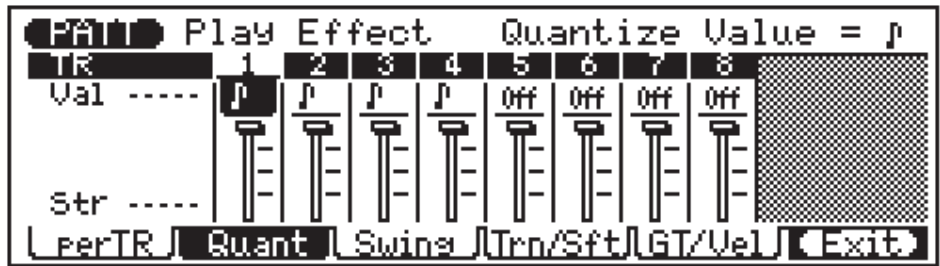 PATT Play Effect Quantize Value = ♪
TR 1 2 3 4 5 6 7 8
Val ----- ♪ ♪ ♪ ♪ Off Off Off Off
Str -----
perTR Quant Swing Trn/Sft GT/Vel Exit